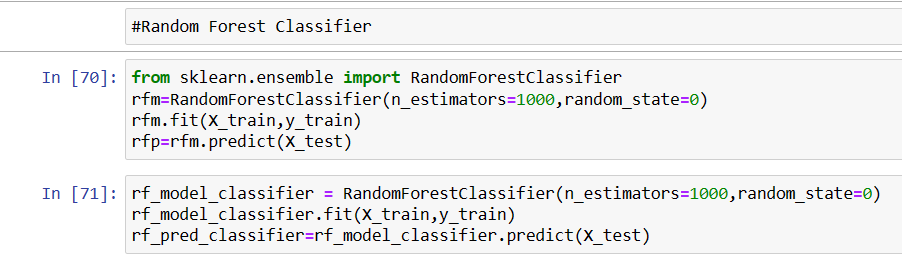 #Random Forest Classifier
In [70]: from sklearn.ensemble import RandomForestClassifier
rfm=RandomForestClassifier(n_estimators=1000,random_state=0)
rfm.fit(X_train,y_train)
rfp=rfm.predict(X_test)
In [71]: rf_model_classifier = RandomForestClassifier(n_estimators=1000,random_state=0)
rf_model_classifier.fit(X_train,y_train)
rf_pred_classifier=rf_model_classifier.predict(X_test)